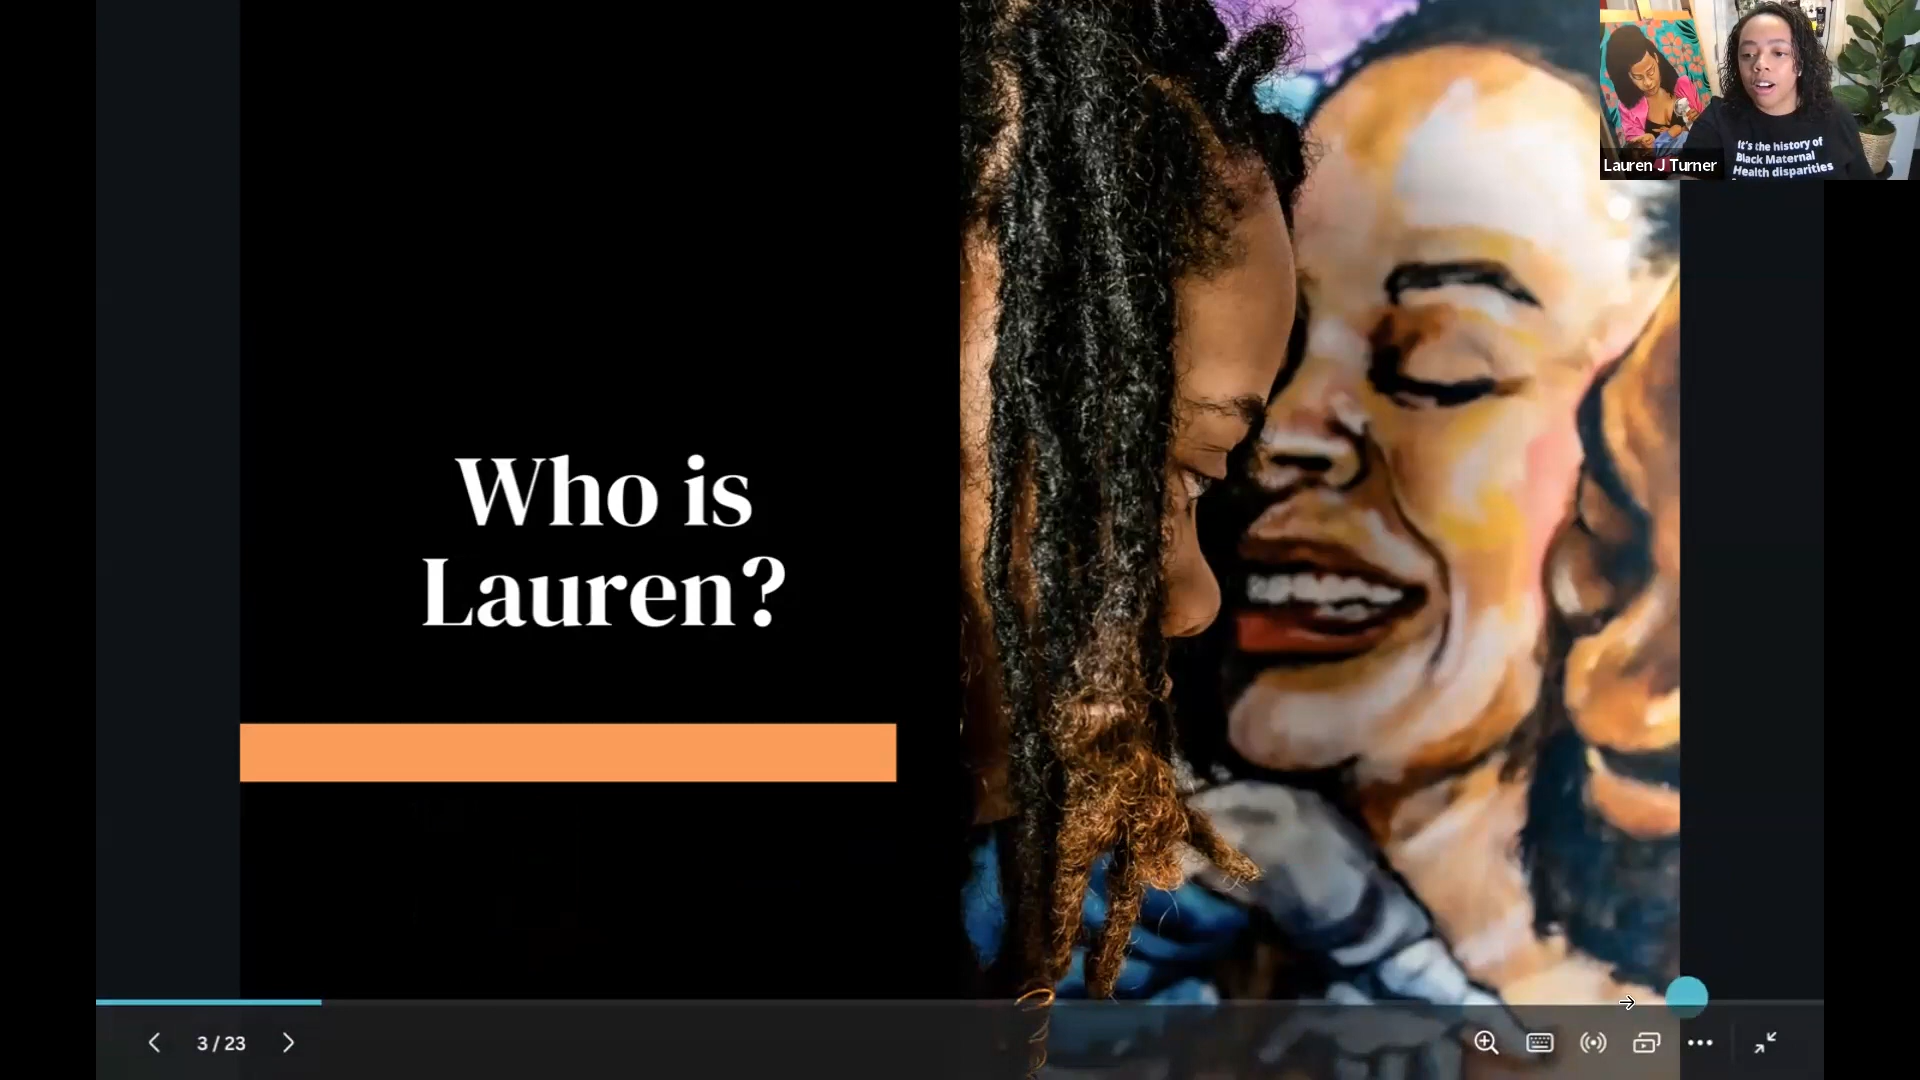 Who is
Lauren?
Lauren J Turner
It's the history of
Black Maternal
Health disparities
3 / 23